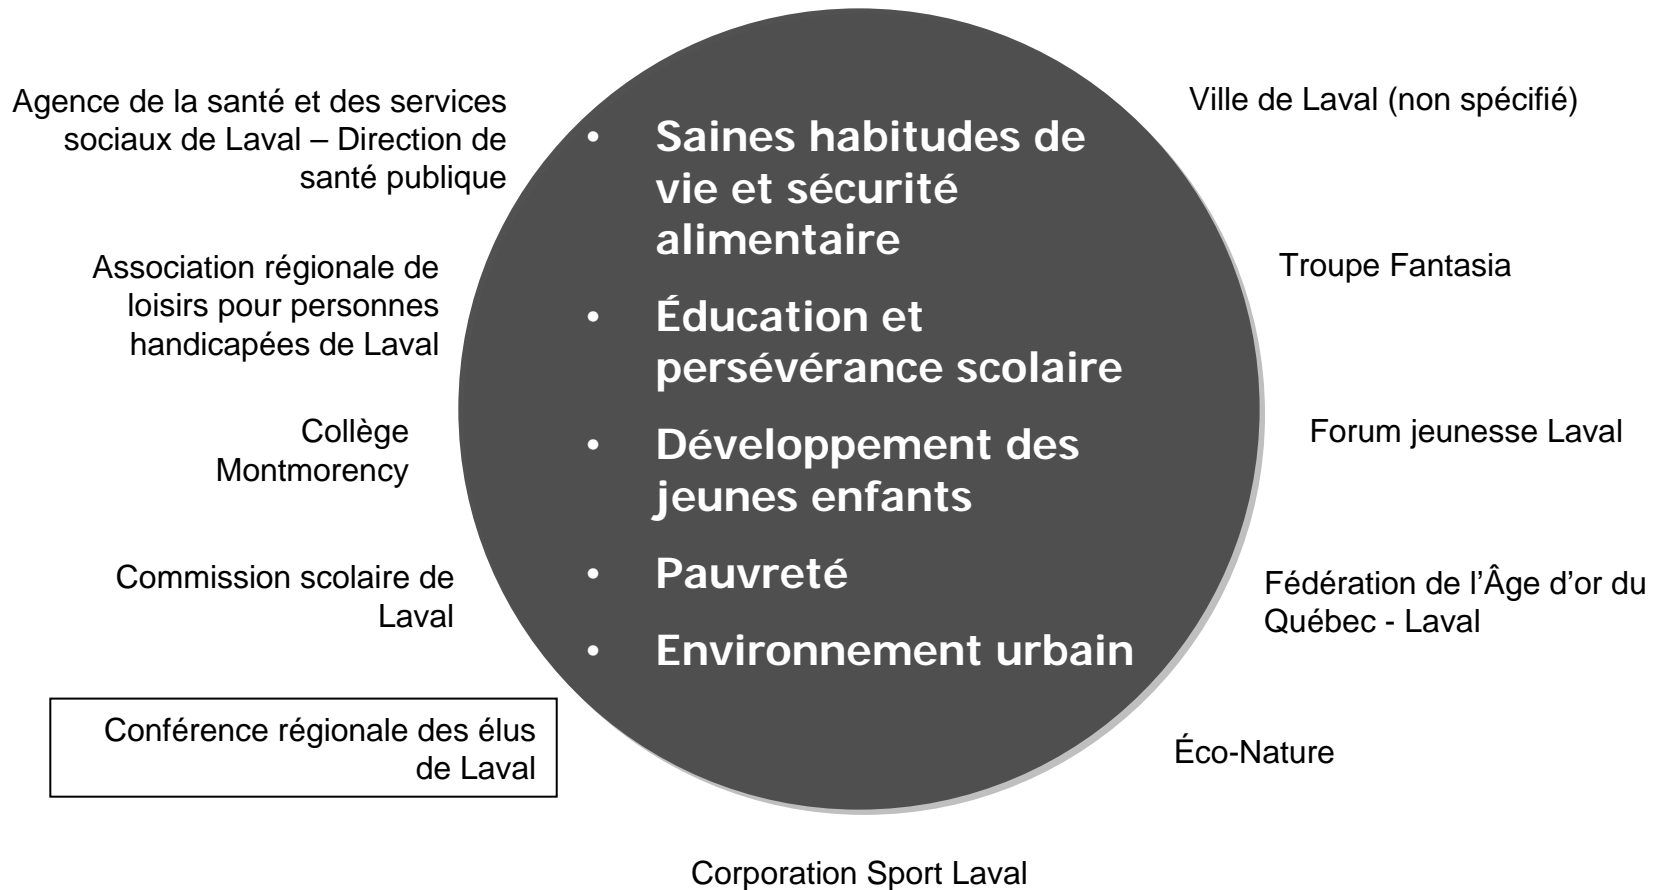 Agence de la santé et des services
sociaux de Laval – Direction de
santé publique
Association régionale de
loisirs pour personnes
handicapées de Laval
Collège
Montmorency
Commission scolaire de
Laval
Conférence régionale des élus
de Laval
• Saines habitudes de
vie et sécurité
alimentaire
• Éducation et
persévérance scolaire
• Développement des
jeunes enfants
• Pauvreté
• Environnement urbain
Ville de Laval (non spécifié)
Troupe Fantasia
Forum jeunesse Laval
Fédération de l’Âge d’or du
Québec - Laval
Éco-Nature
Corporation Sport Laval